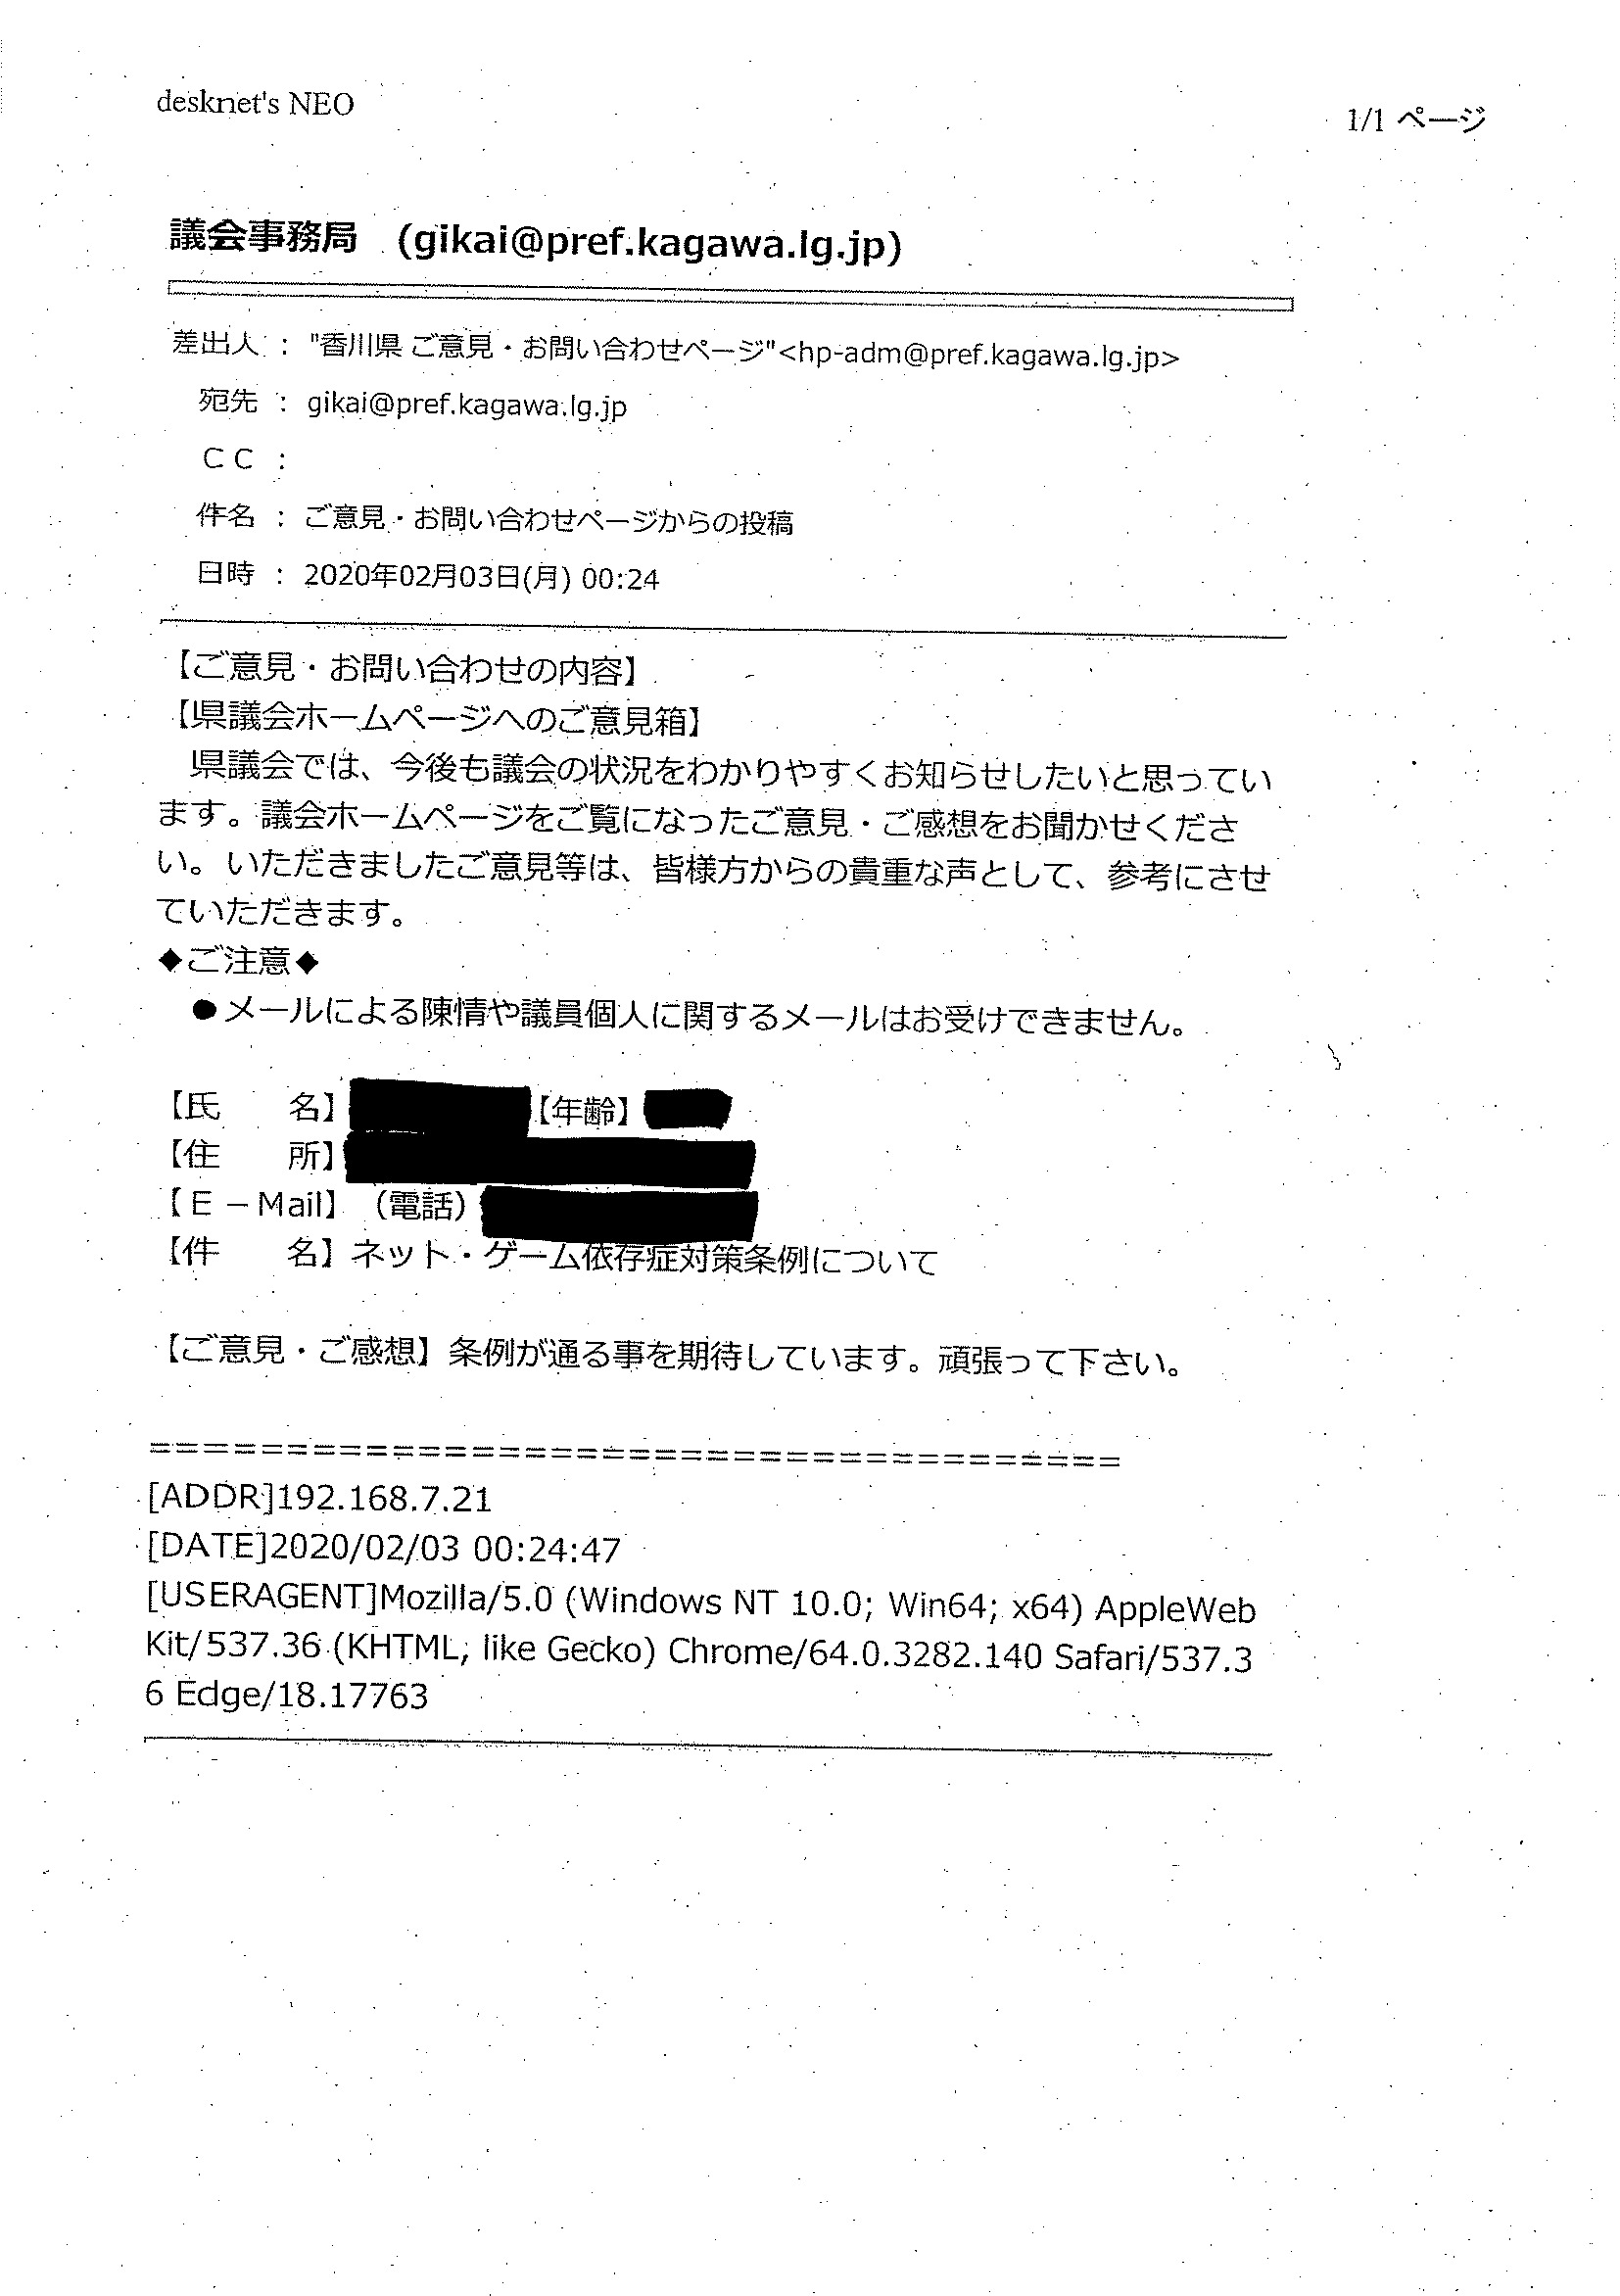 desknet's NEO
1/1 ページ
議会事務局 (gikai@pref.kagawa.lg.jp)
差出人 : "香川県 ご意見・お問い合わせページ"<hp-adm@pref.kagawa.lg.jp>
宛先 : gikai@pref.kagawa.lg.jp
ＣＣ :
件名 : ご意見・お問い合わせページからの投稿
日時 : 2020年02月03日(月) 00:24
【ご意見・お問い合わせの内容】
【県議会ホームページへのご意見箱】
　県議会では、今後も議会の状況をわかりやすくお知らせしたいと思ってい
ます。議会ホームページをご覧になったご意見・ご感想をお聞かせくださ
い。いただきましたご意見等は、皆様方からの貴重な声として、参考にさせ
ていただきます。
◆ご注意◆
　●メールによる陳情や議員個人に関するメールはお受けできません。
【氏　　名】【年齢】
【住　　所】
【Ｅ－Mail】（電話）
【件　　名】ネット・ゲーム依存症対策条例について
【ご意見・ご感想】条例が通る事を期待しています。頑張って下さい。
=====================================
[ADDR]192.168.7.21
[DATE]2020/02/03 00:24:47
[USERAGENT]Mozilla/5.0 (Windows NT 10.0; Win64; x64) AppleWeb
Kit/537.36 (KHTML, like Gecko) Chrome/64.0.3282.140 Safari/537.3
6 Edge/18.17763